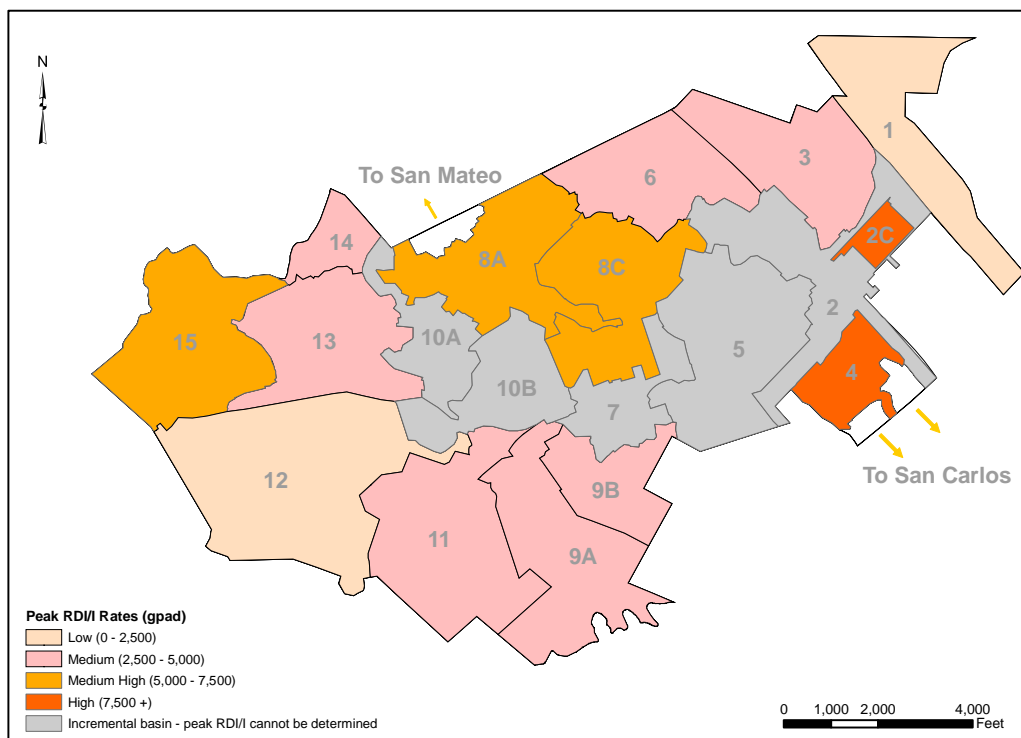 N
1
3
To San Mateo
6
2C
14
8A
8C
2
15
13
10A
5
4
10B
7
To San Carlos
12
9B
11
9A
Peak RDI/I Rates (gpad)
Low (0 - 2,500)
Medium (2,500 - 5,000)
Medium High (5,000 - 7,500)
High (7,500 +)
Incremental basin - peak RDI/I cannot be determined
0 1,000 2,000 4,000
Feet